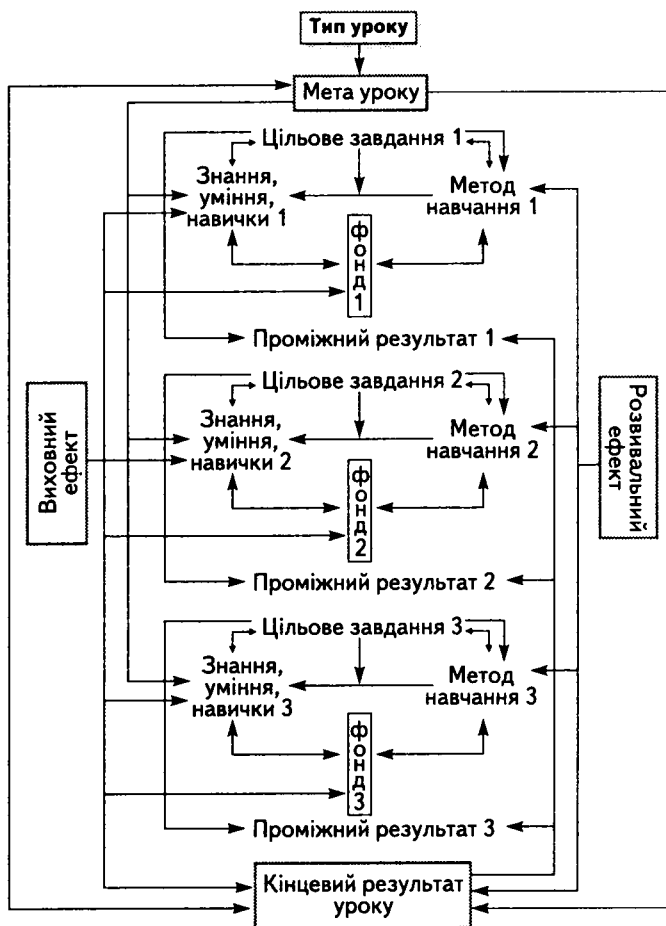 Тип уроку
Мета уроку
Цільове завдання 1
Знання,
уміння,
навички 1
Метод
навчання 1
фонд 1
Проміжний результат 1
Цільове завдання 2
Знання,
уміння,
навички 2
Метод
навчання 2
фонд 2
Проміжний результат 2
Виховний
ефект
Розвивальний
ефект
Цільове завдання 3
Знання,
уміння,
навички 3
Метод
навчання 3
фонд 3
Проміжний результат 3
Кінцевий результат
уроку